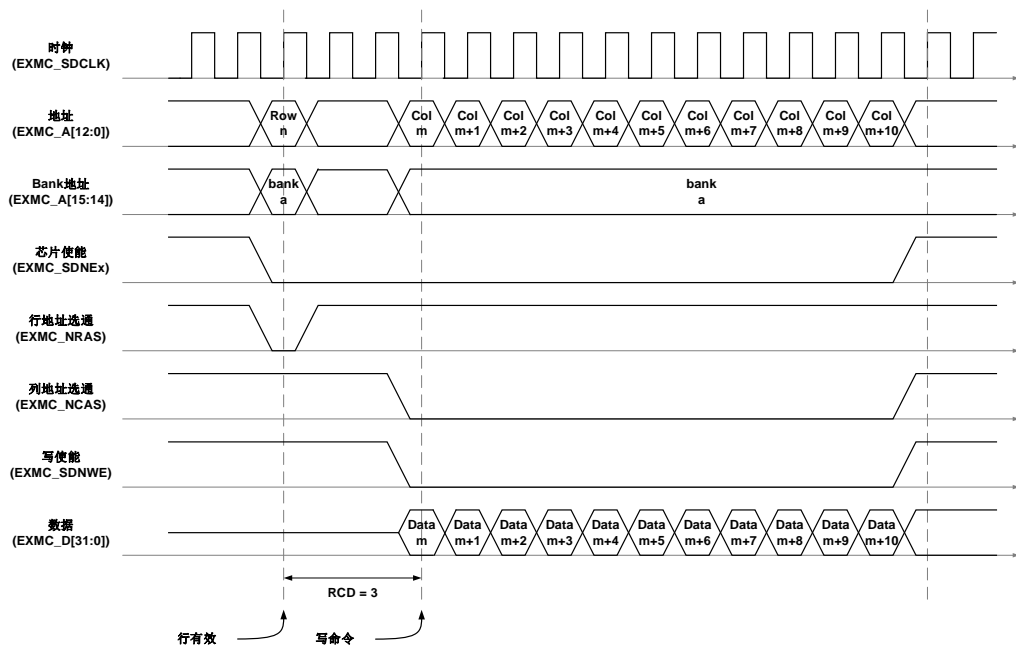 时钟
(EXMC_SDCLK)
地址
(EXMC_A[12:0])
Row
n
Col
m
Col
m+1
Col
m+2
Col
m+3
Col
m+4
Col
m+5
Col
m+6
Col
m+7
Col
m+8
Col
m+9
Col
m+10
Bank地址
(EXMC_A[15:14])
bank
a
bank
a
芯片使能
(EXMC_SDNEx)
行地址选通
(EXMC_NRAS)
列地址选通
(EXMC_NCAS)
写使能
(EXMC_SDNWE)
数据
(EXMC_D[31:0])
Data
m
Data
m+1
Data
m+2
Data
m+3
Data
m+4
Data
m+5
Data
m+6
Data
m+7
Data
m+8
Data
m+9
Data
m+10
RCD = 3
行有效
写命令